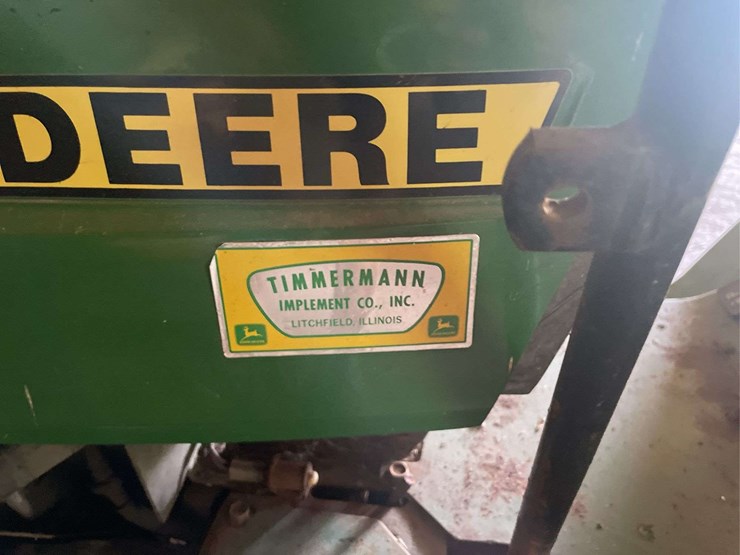 DEERE
TIMMERMANN
IMPLEMENT CO., INC.
LITCHFIELD, ILLINOIS